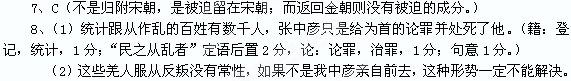 7、C（不是归附宋朝，是被迫留在宋朝；而返回金朝则没有被迫的成分。）
8、（1）统计跟从作乱的百姓有数千人，张中彦只是给为首的论罪并处死了他。（籍：登
记，统计，1分；“民之从乱者”定语后置2分，论：论罪，治罪，1分；句意1分。）
（2）这些羌人服从反叛没有常性，如果不是我中彦亲自前去，这种形势一定不能解决。